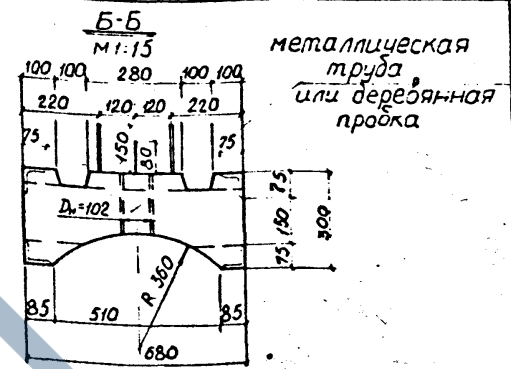 Б-Б
М 1:15
металлическая
труба
или деревянная
пробка
100 100 280 100 100
220 120 120 220
75 150 80 75
Dн=102
75 150 75 300
R 360
85 510 85
680